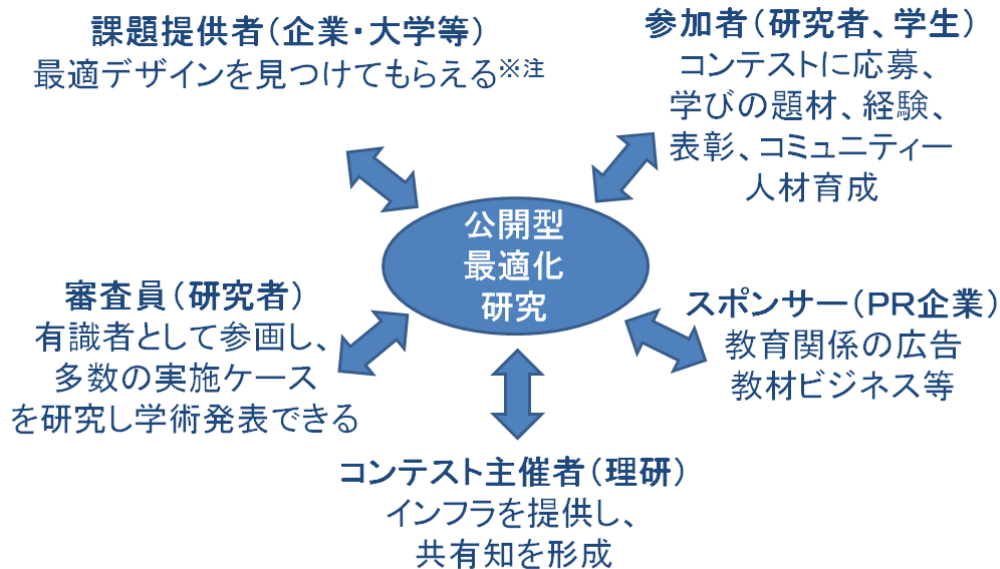 課題提供者（企業・大学等）
最適デザインを見つけてもらえる※注
参加者（研究者、学生）
コンテストに応募、
学びの題材、経験、
表彰、コミュニティー
人材育成
公開型
最適化
研究
審査員（研究者）
有識者として参画し、
多数の実施ケース
を研究し学術発表できる
スポンサー（PR企業）
教育関係の広告
教材ビジネス等
コンテスト主催者（理研）
インフラを提供し、
共有知を形成